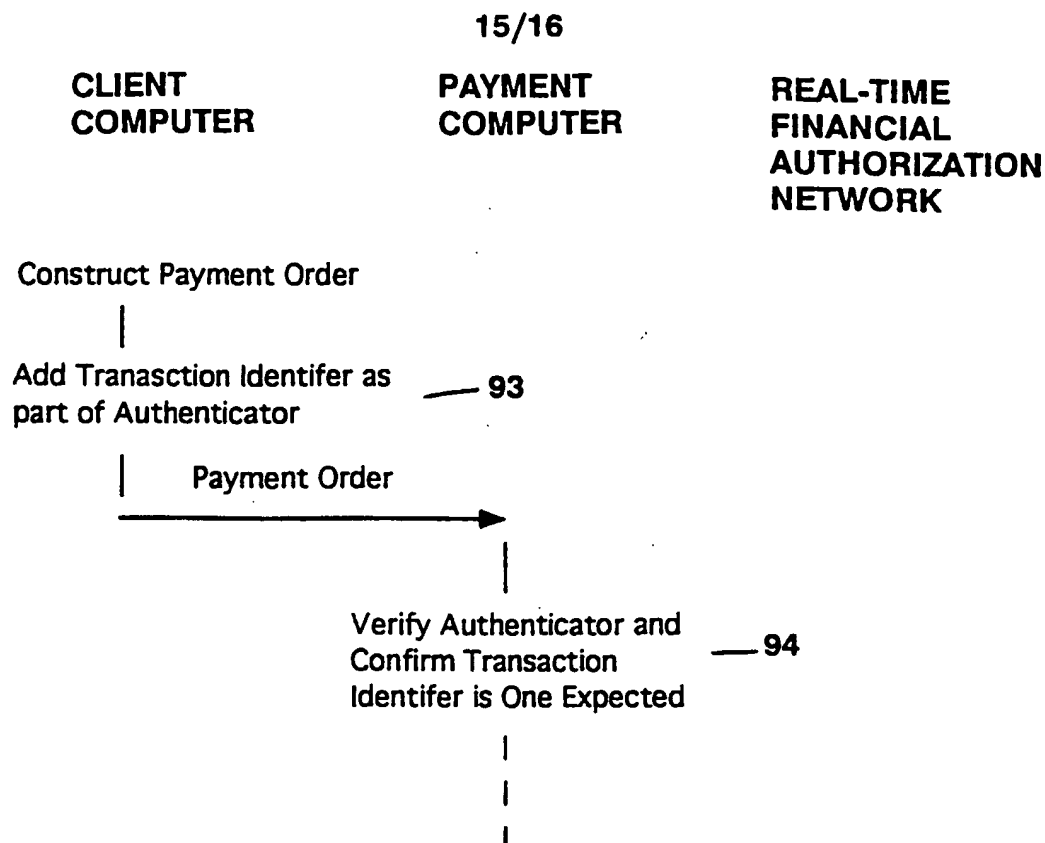 15/16
CLIENT
COMPUTER
PAYMENT
COMPUTER
REAL-TIME
FINANCIAL
AUTHORIZATION
NETWORK
Construct Payment Order
Add Tranasction Identifer as
part of Authenticator
93
Payment Order
Verify Authenticator and
Confirm Transaction
Identifer is One Expected
94